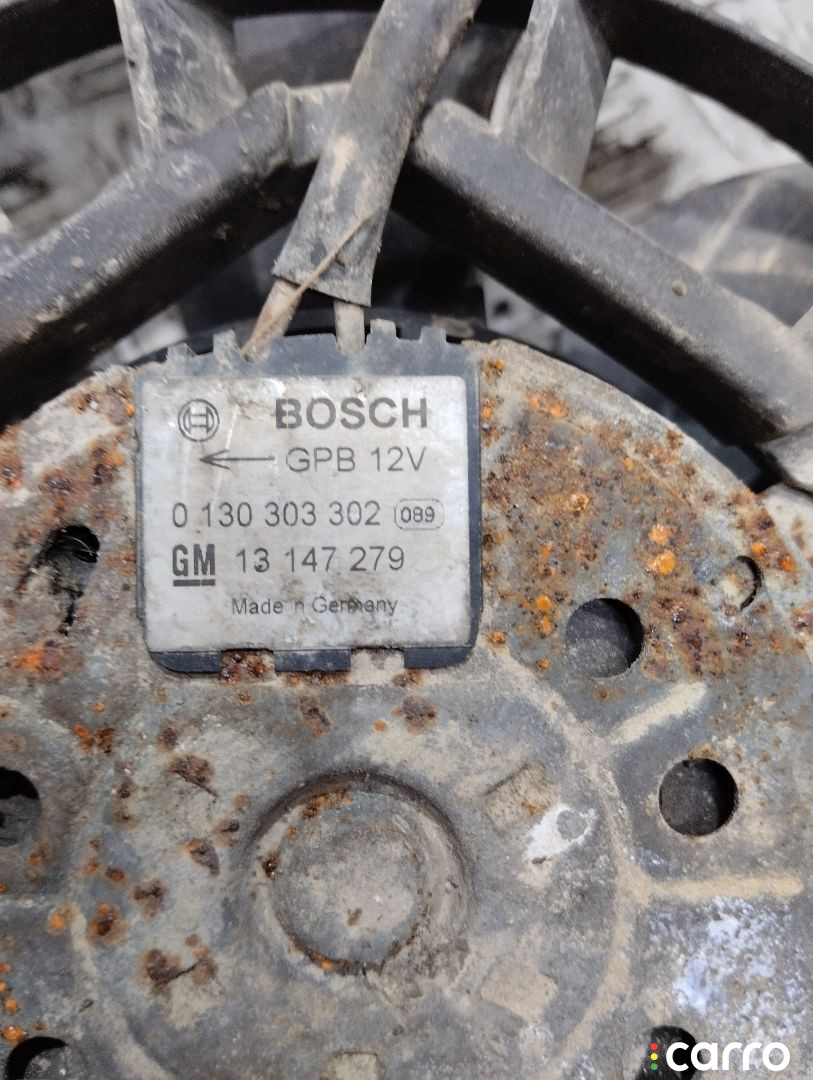 BOSCH
GPB 12V
0 130 303 302 089
GM 13 147 279
Made in Germany
carro